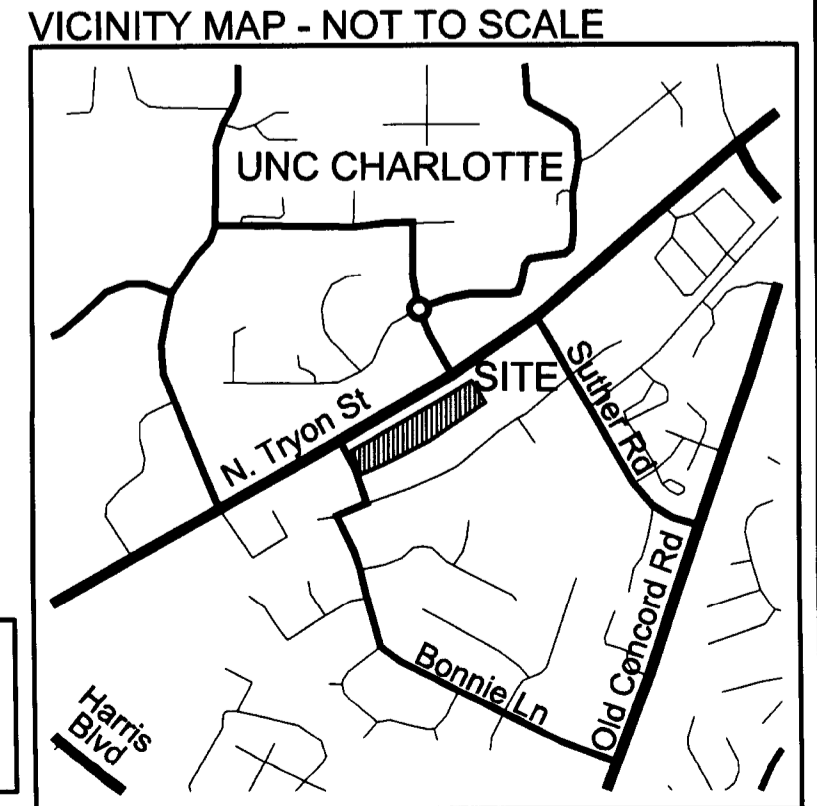 VICINITY MAP - NOT TO SCALE
UNC CHARLOTTE
SITE
N. Tryon St
Suther Rd
Old Concord Rd
Bonnie Ln
Harris
Blvd